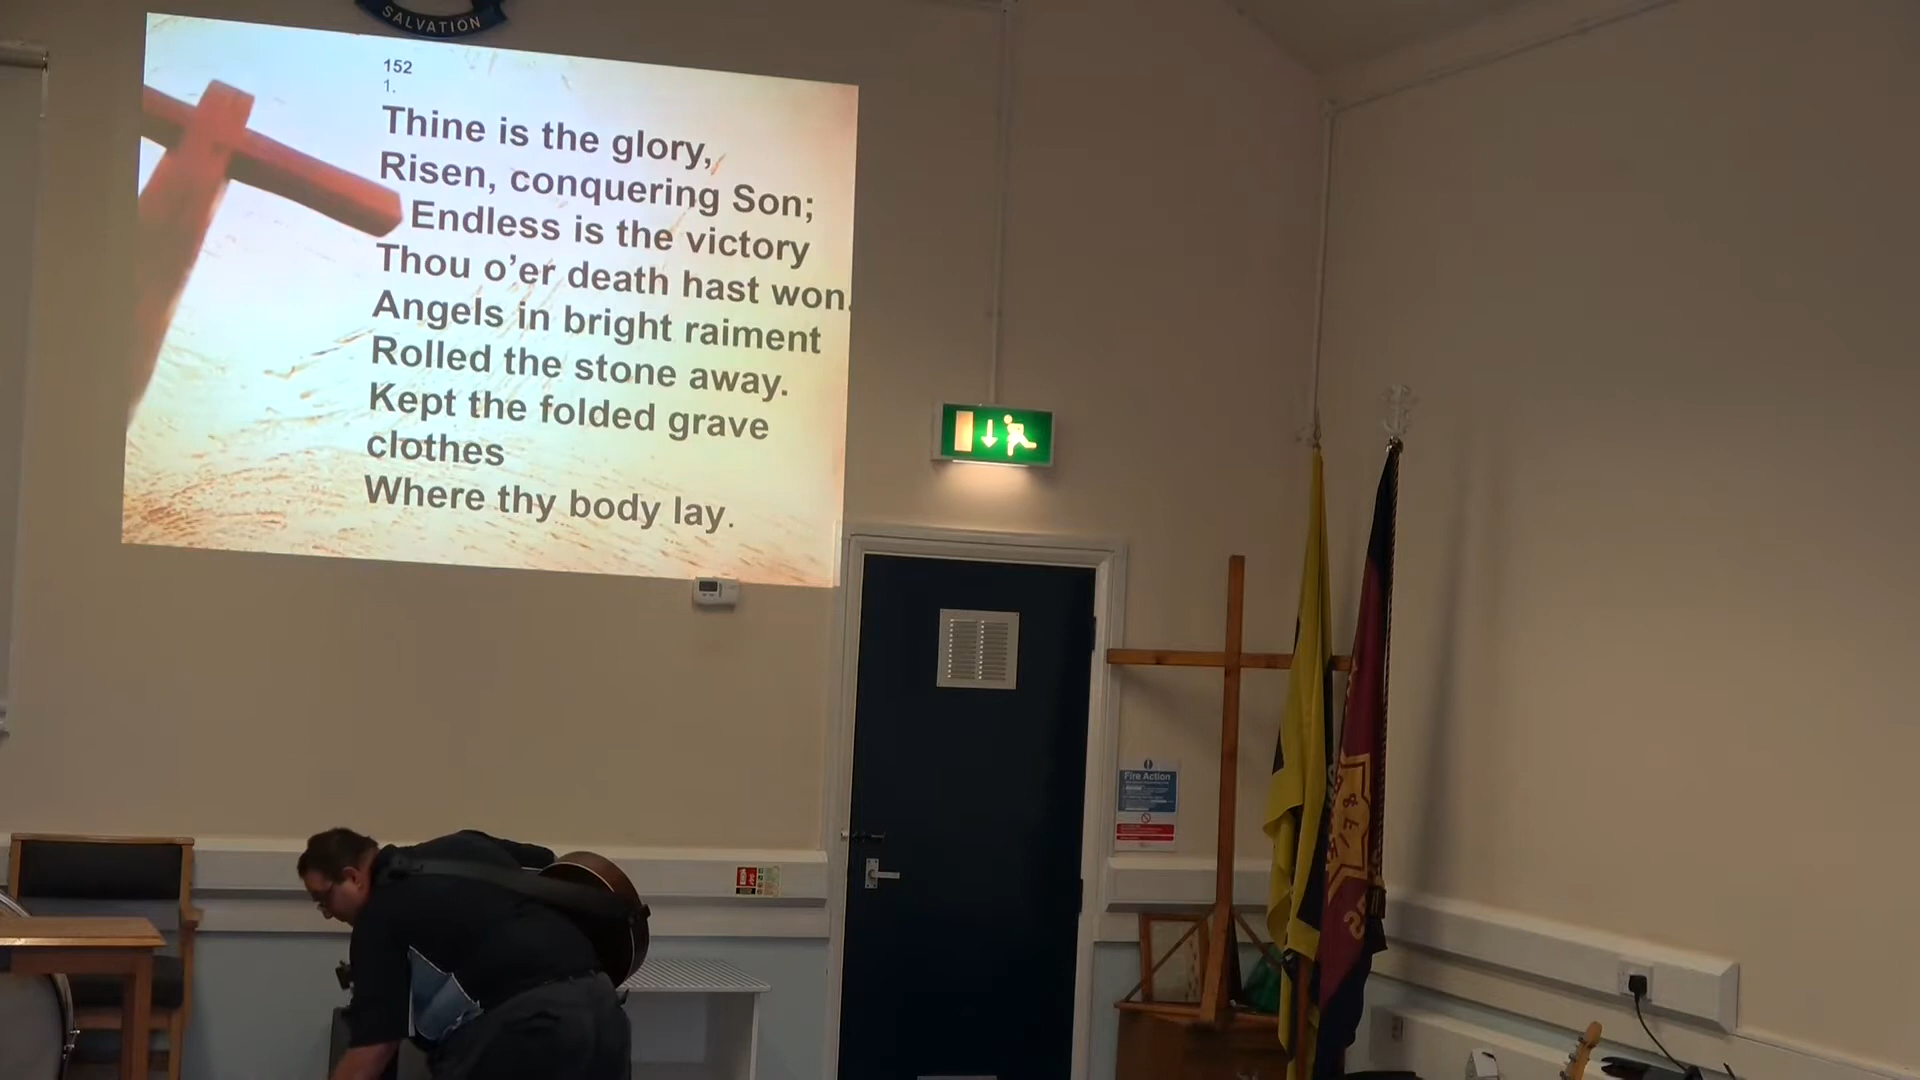 SALVATION
152
1.
Thine is the glory,
Risen, conquering Son;
Endless is the victory
Thou o’er death hast won.
Angels in bright raiment
Rolled the stone away.
Kept the folded grave
clothes
Where thy body lay.
Fire Action